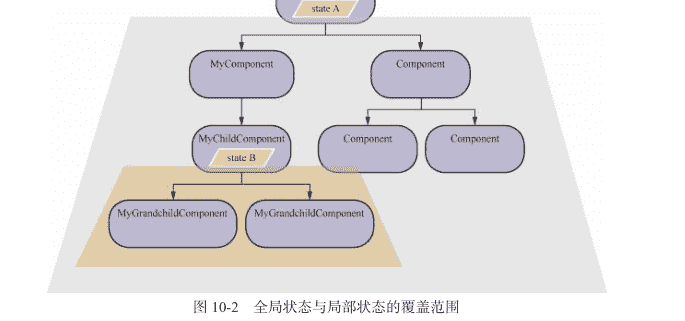 state A
MyComponent
Component
MyChildComponent
state B
Component
Component
MyGrandchildComponent
MyGrandchildComponent
图 10-2 全局状态与局部状态的覆盖范围